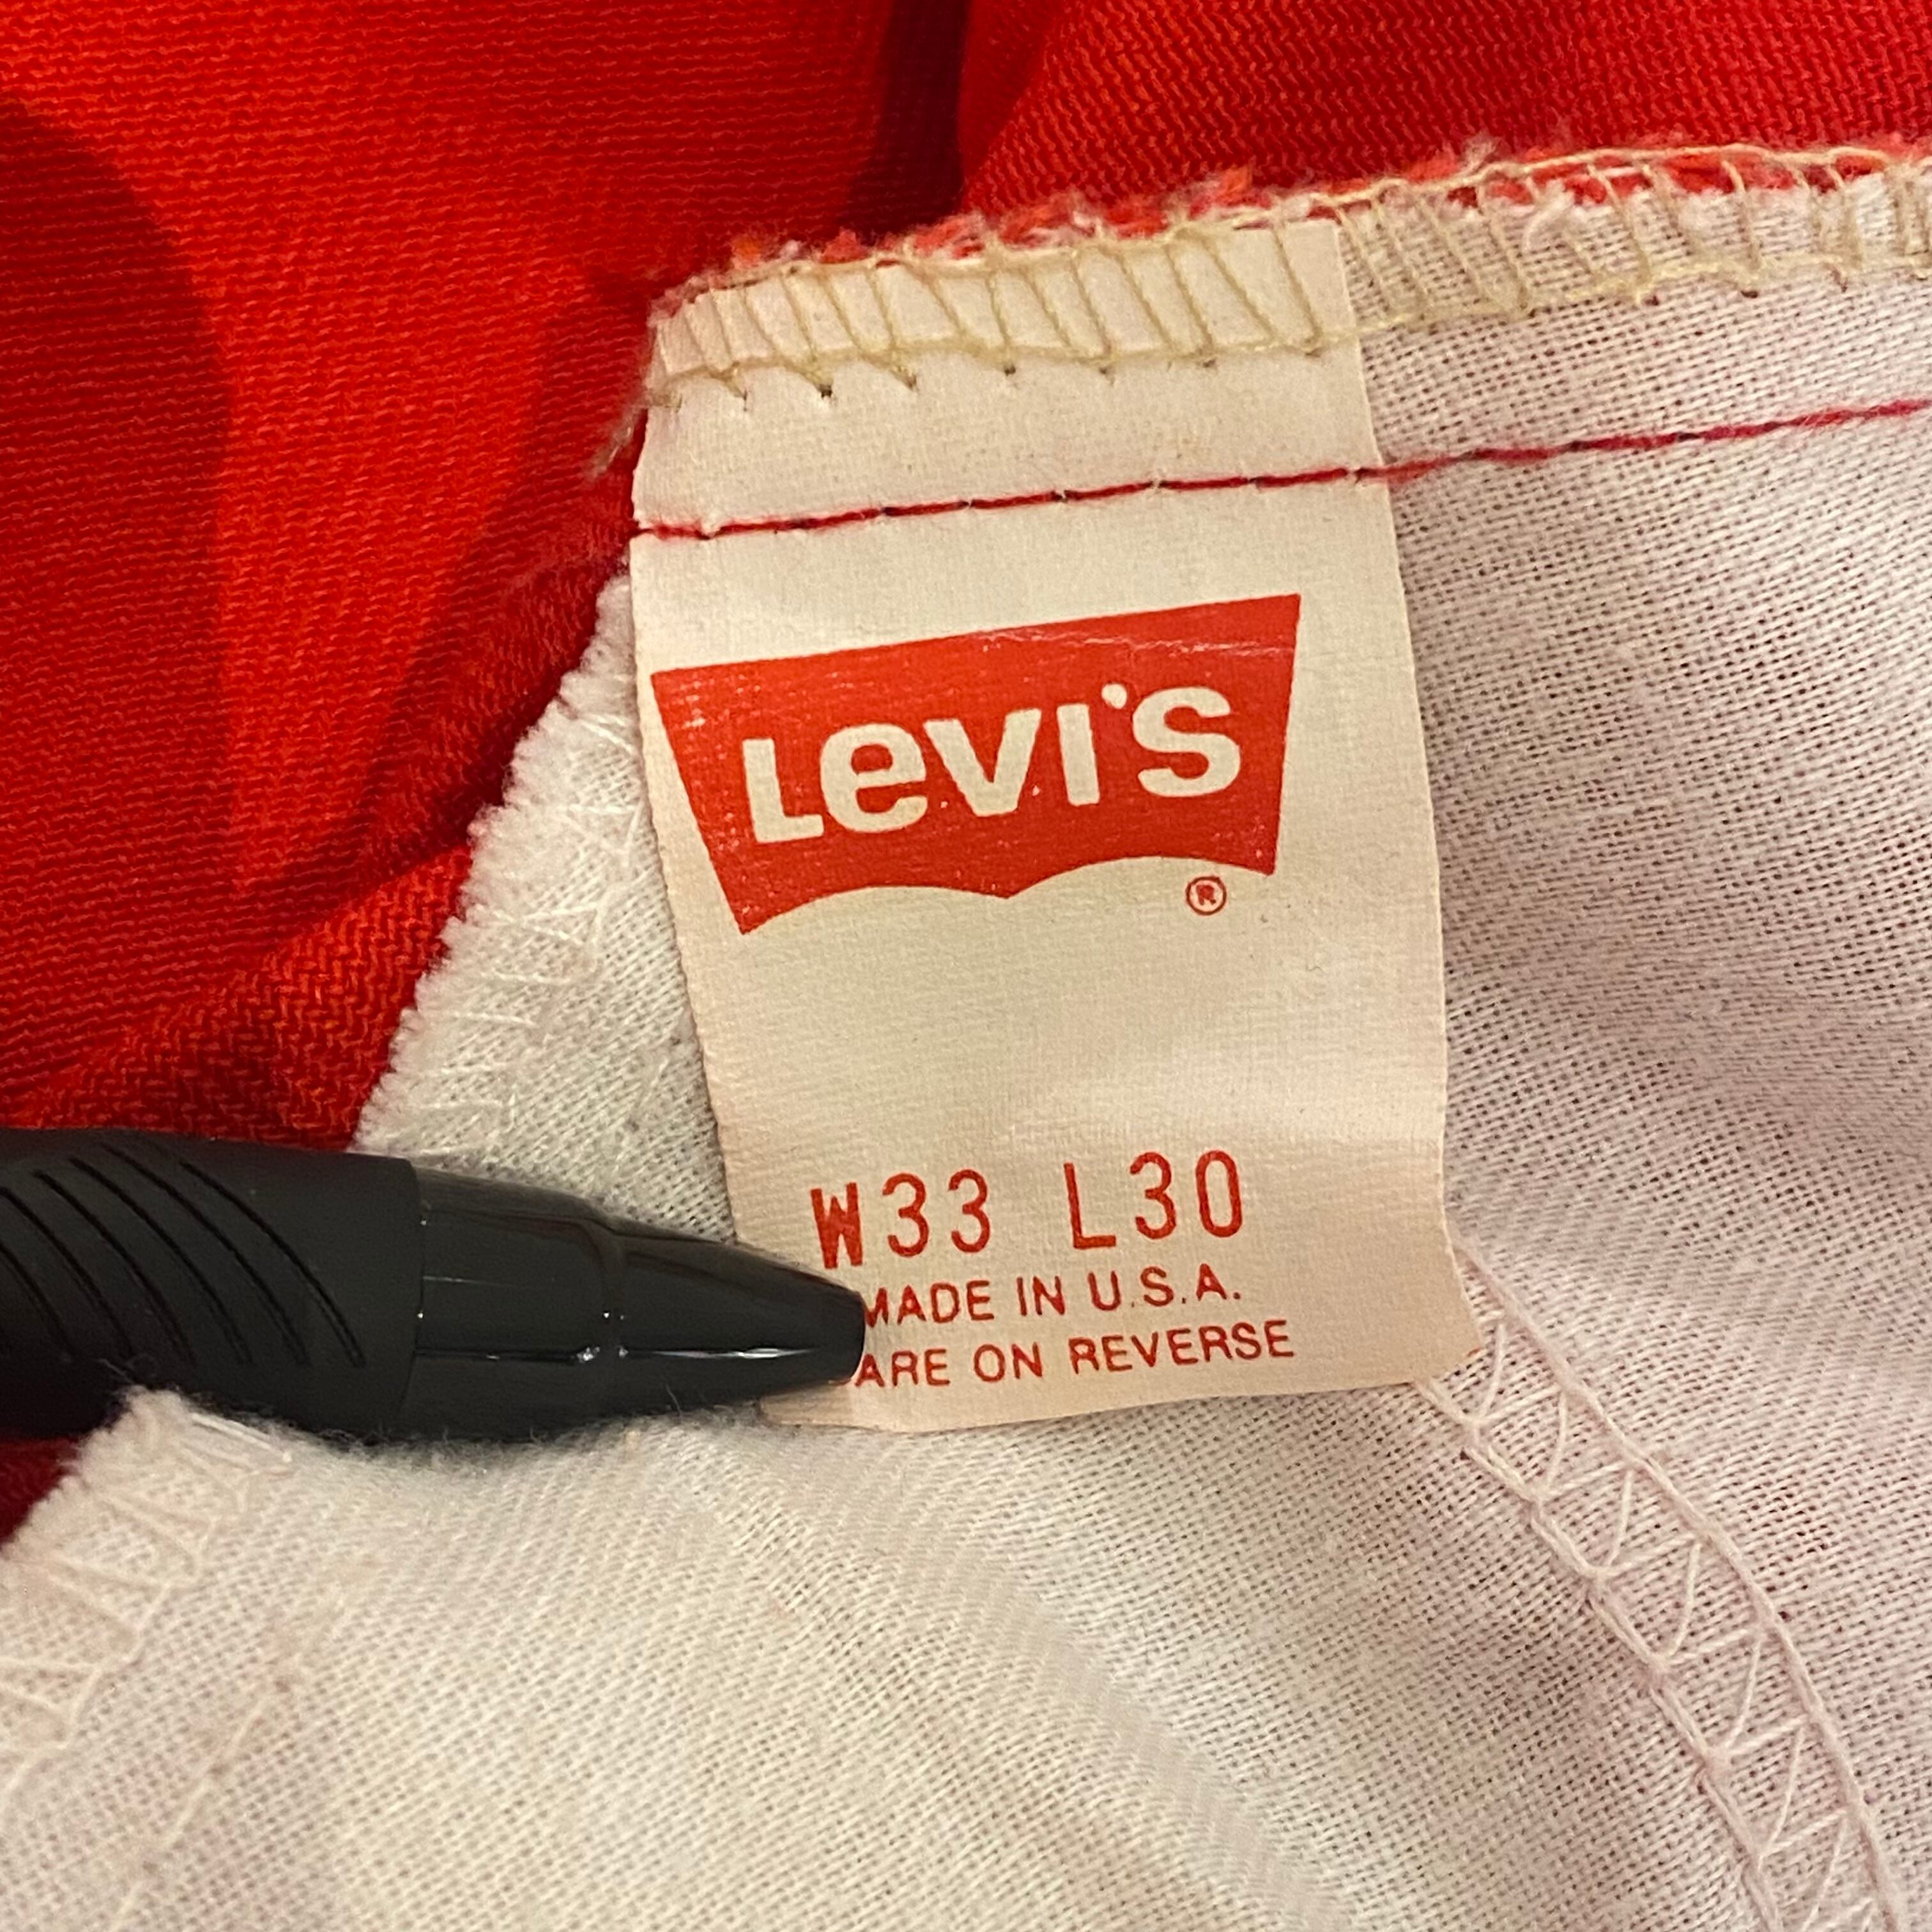 Levi's
®
W33 L30
MADE IN U.S.A.
ARE ON REVERSE